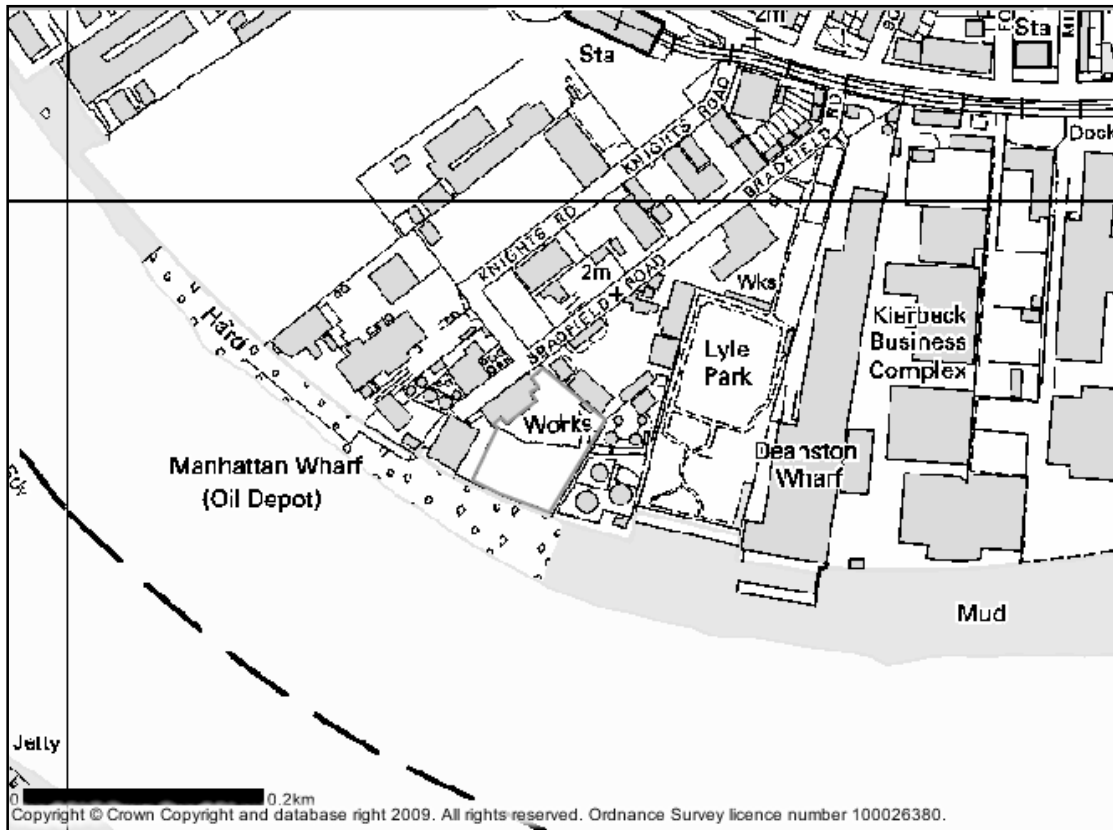 2m
Sta
Sta
KNIGHTS ROAD
BRADFIELD RD
Dock
KNIGHTS RD
2m
BRADFIELD ROAD
Wks
Hard
Lyle
Park
Kierbeck
Business
Complex
Works
Manhattan Wharf
(Oil Depot)
Deanston
Wharf
Mud
Jetty
0
0.2km
Copyright © Crown Copyright and database right 2009. All rights reserved. Ordnance Survey licence number 100026380.